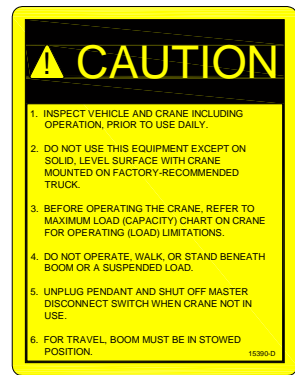 CAUTION
1. INSPECT VEHICLE AND CRANE INCLUDING
OPERATION, PRIOR TO USE DAILY.
2. DO NOT USE THIS EQUIPMENT EXCEPT ON
SOLID, LEVEL SURFACE WITH CRANE
MOUNTED ON FACTORY-RECOMMENDED
TRUCK.
3. BEFORE OPERATING THE CRANE, REFER TO
MAXIMUM LOAD (CAPACITY) CHART ON CRANE
FOR OPERATING (LOAD) LIMITATIONS.
4. DO NOT OPERATE, WALK, OR STAND BENEATH
BOOM OR A SUSPENDED LOAD.
5. UNPLUG PENDANT AND SHUT OFF MASTER
DISCONNECT SWITCH WHEN CRANE NOT IN
USE.
6. FOR TRAVEL, BOOM MUST BE IN STOWED
POSITION.
15390-D